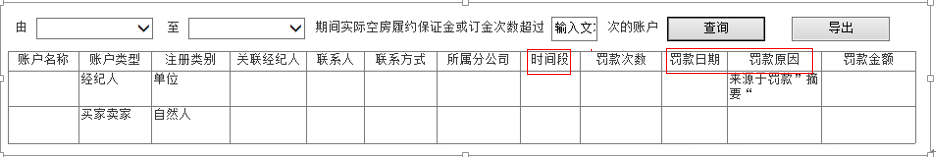 由 至 期间实际空房履约保证金或订金次数超过 输入文 次的账户 查询 导出
账户名称 账户类型 注册类别 关联经纪人 联系人 联系方式 所属分公司 时间段 罚款次数 罚款日期 罚款原因 罚款金额
经纪人 单位 来源于罚款”摘
要“
买家卖家 自然人